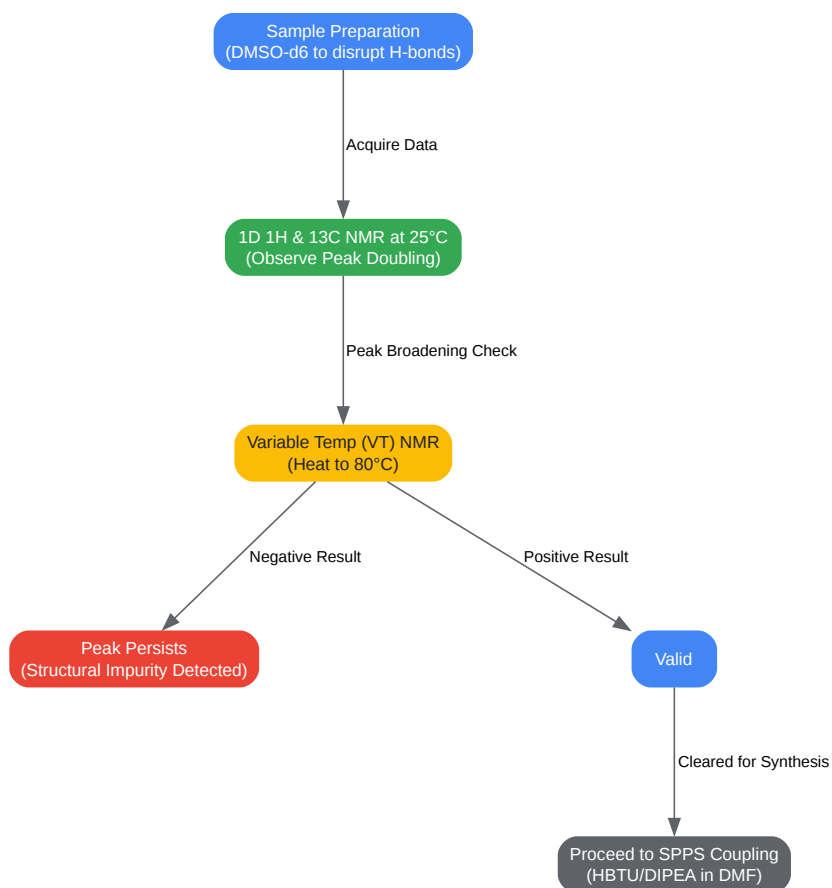 Sample Preparation
(DMSO-d6 to disrupt H-bonds)
Acquire Data
1D 1H & 13C NMR at 25°C
(Observe Peak Doubling)
Peak Broadening Check
Variable Temp (VT) NMR
(Heat to 80°C)
Negative Result
Positive Result
Peak Persists
(Structural Impurity Detected)
Valid
Cleared for Synthesis
Proceed to SPPS Coupling
(HBTU/DIPEA in DMF)